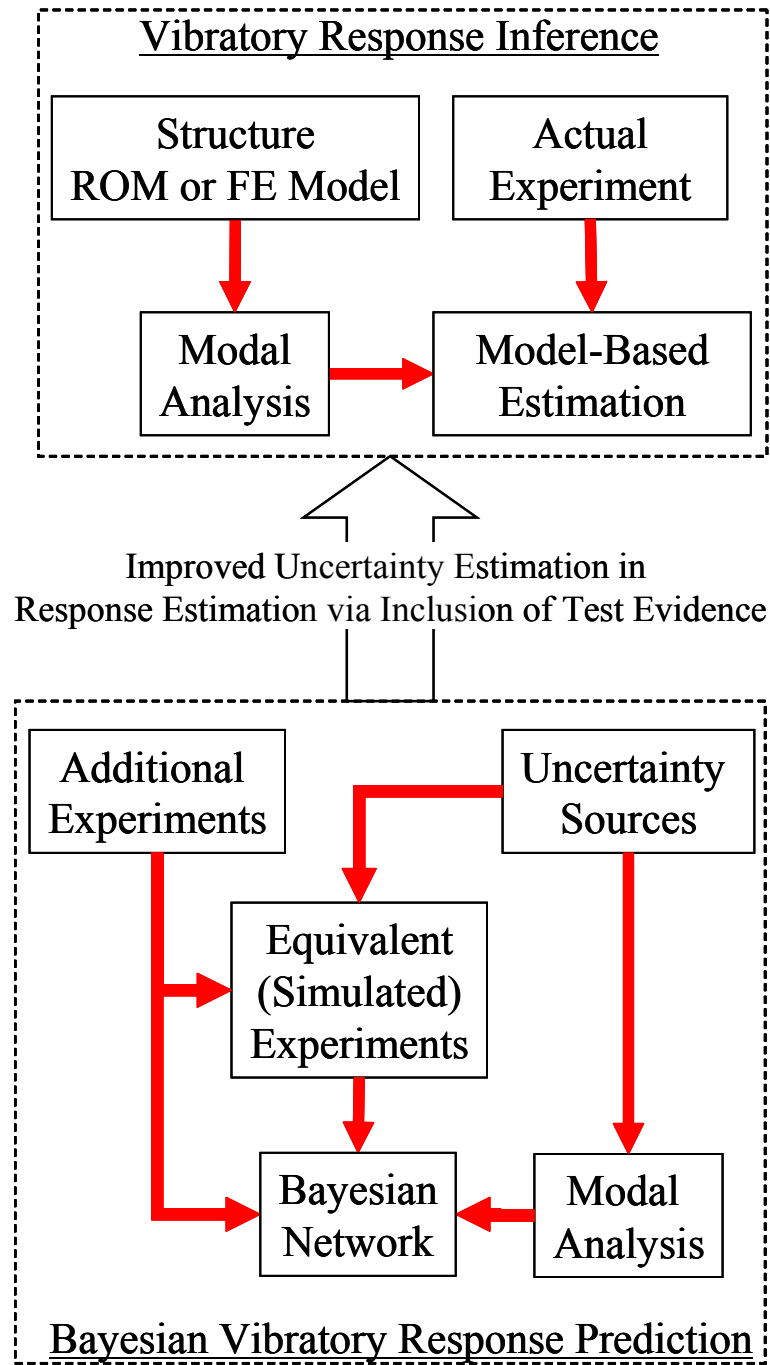 Vibratory Response Inference
Structure
ROM or FE Model
Actual
Experiment
Modal
Analysis
Model-Based
Estimation
Improved Uncertainty Estimation in
Response Estimation via Inclusion of Test Evidence
Additional
Experiments
Uncertainty
Sources
Equivalent
(Simulated)
Experiments
Bayesian
Network
Modal
Analysis
Bayesian Vibratory Response Prediction